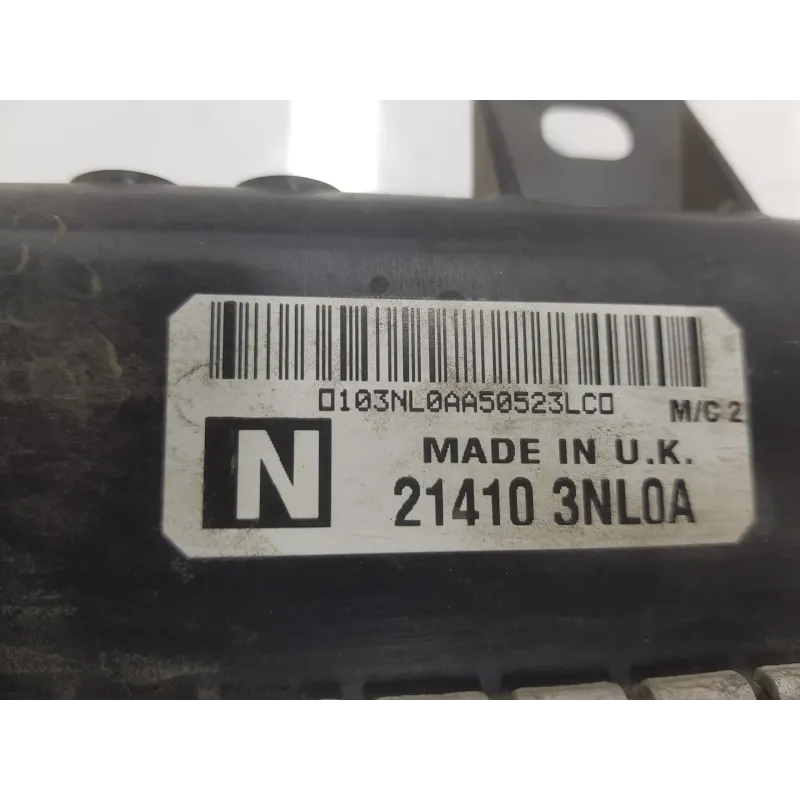 0103NL0AA50523LC0
M/C 2
N
MADE IN U.K.
21410 3NL0A